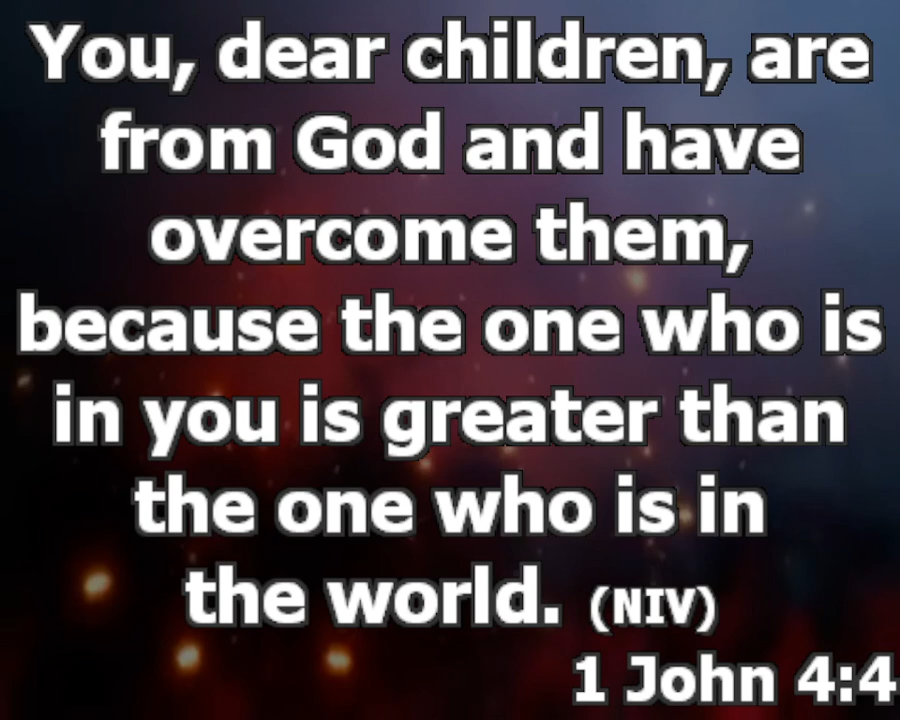 You, dear children, are
from God and have
overcome them,
because the one who is
in you is greater than
the one who is in
the world. (NIV)
1 John 4:4